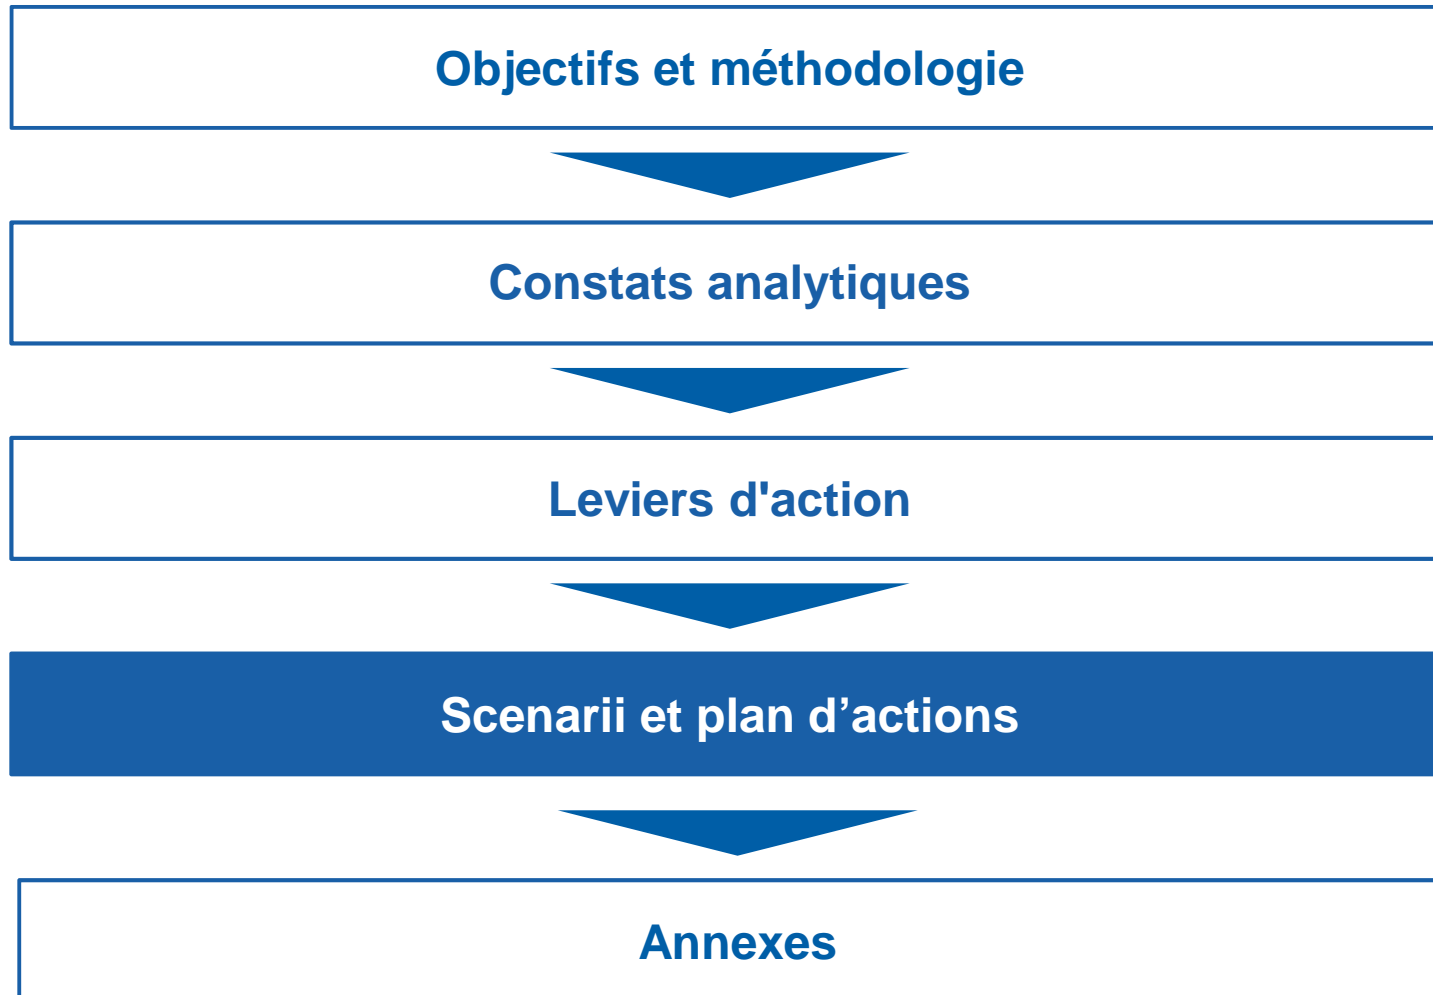 Objectifs et méthodologie
Constats analytiques
Leviers d'action
Scenarii et plan d’actions
Annexes